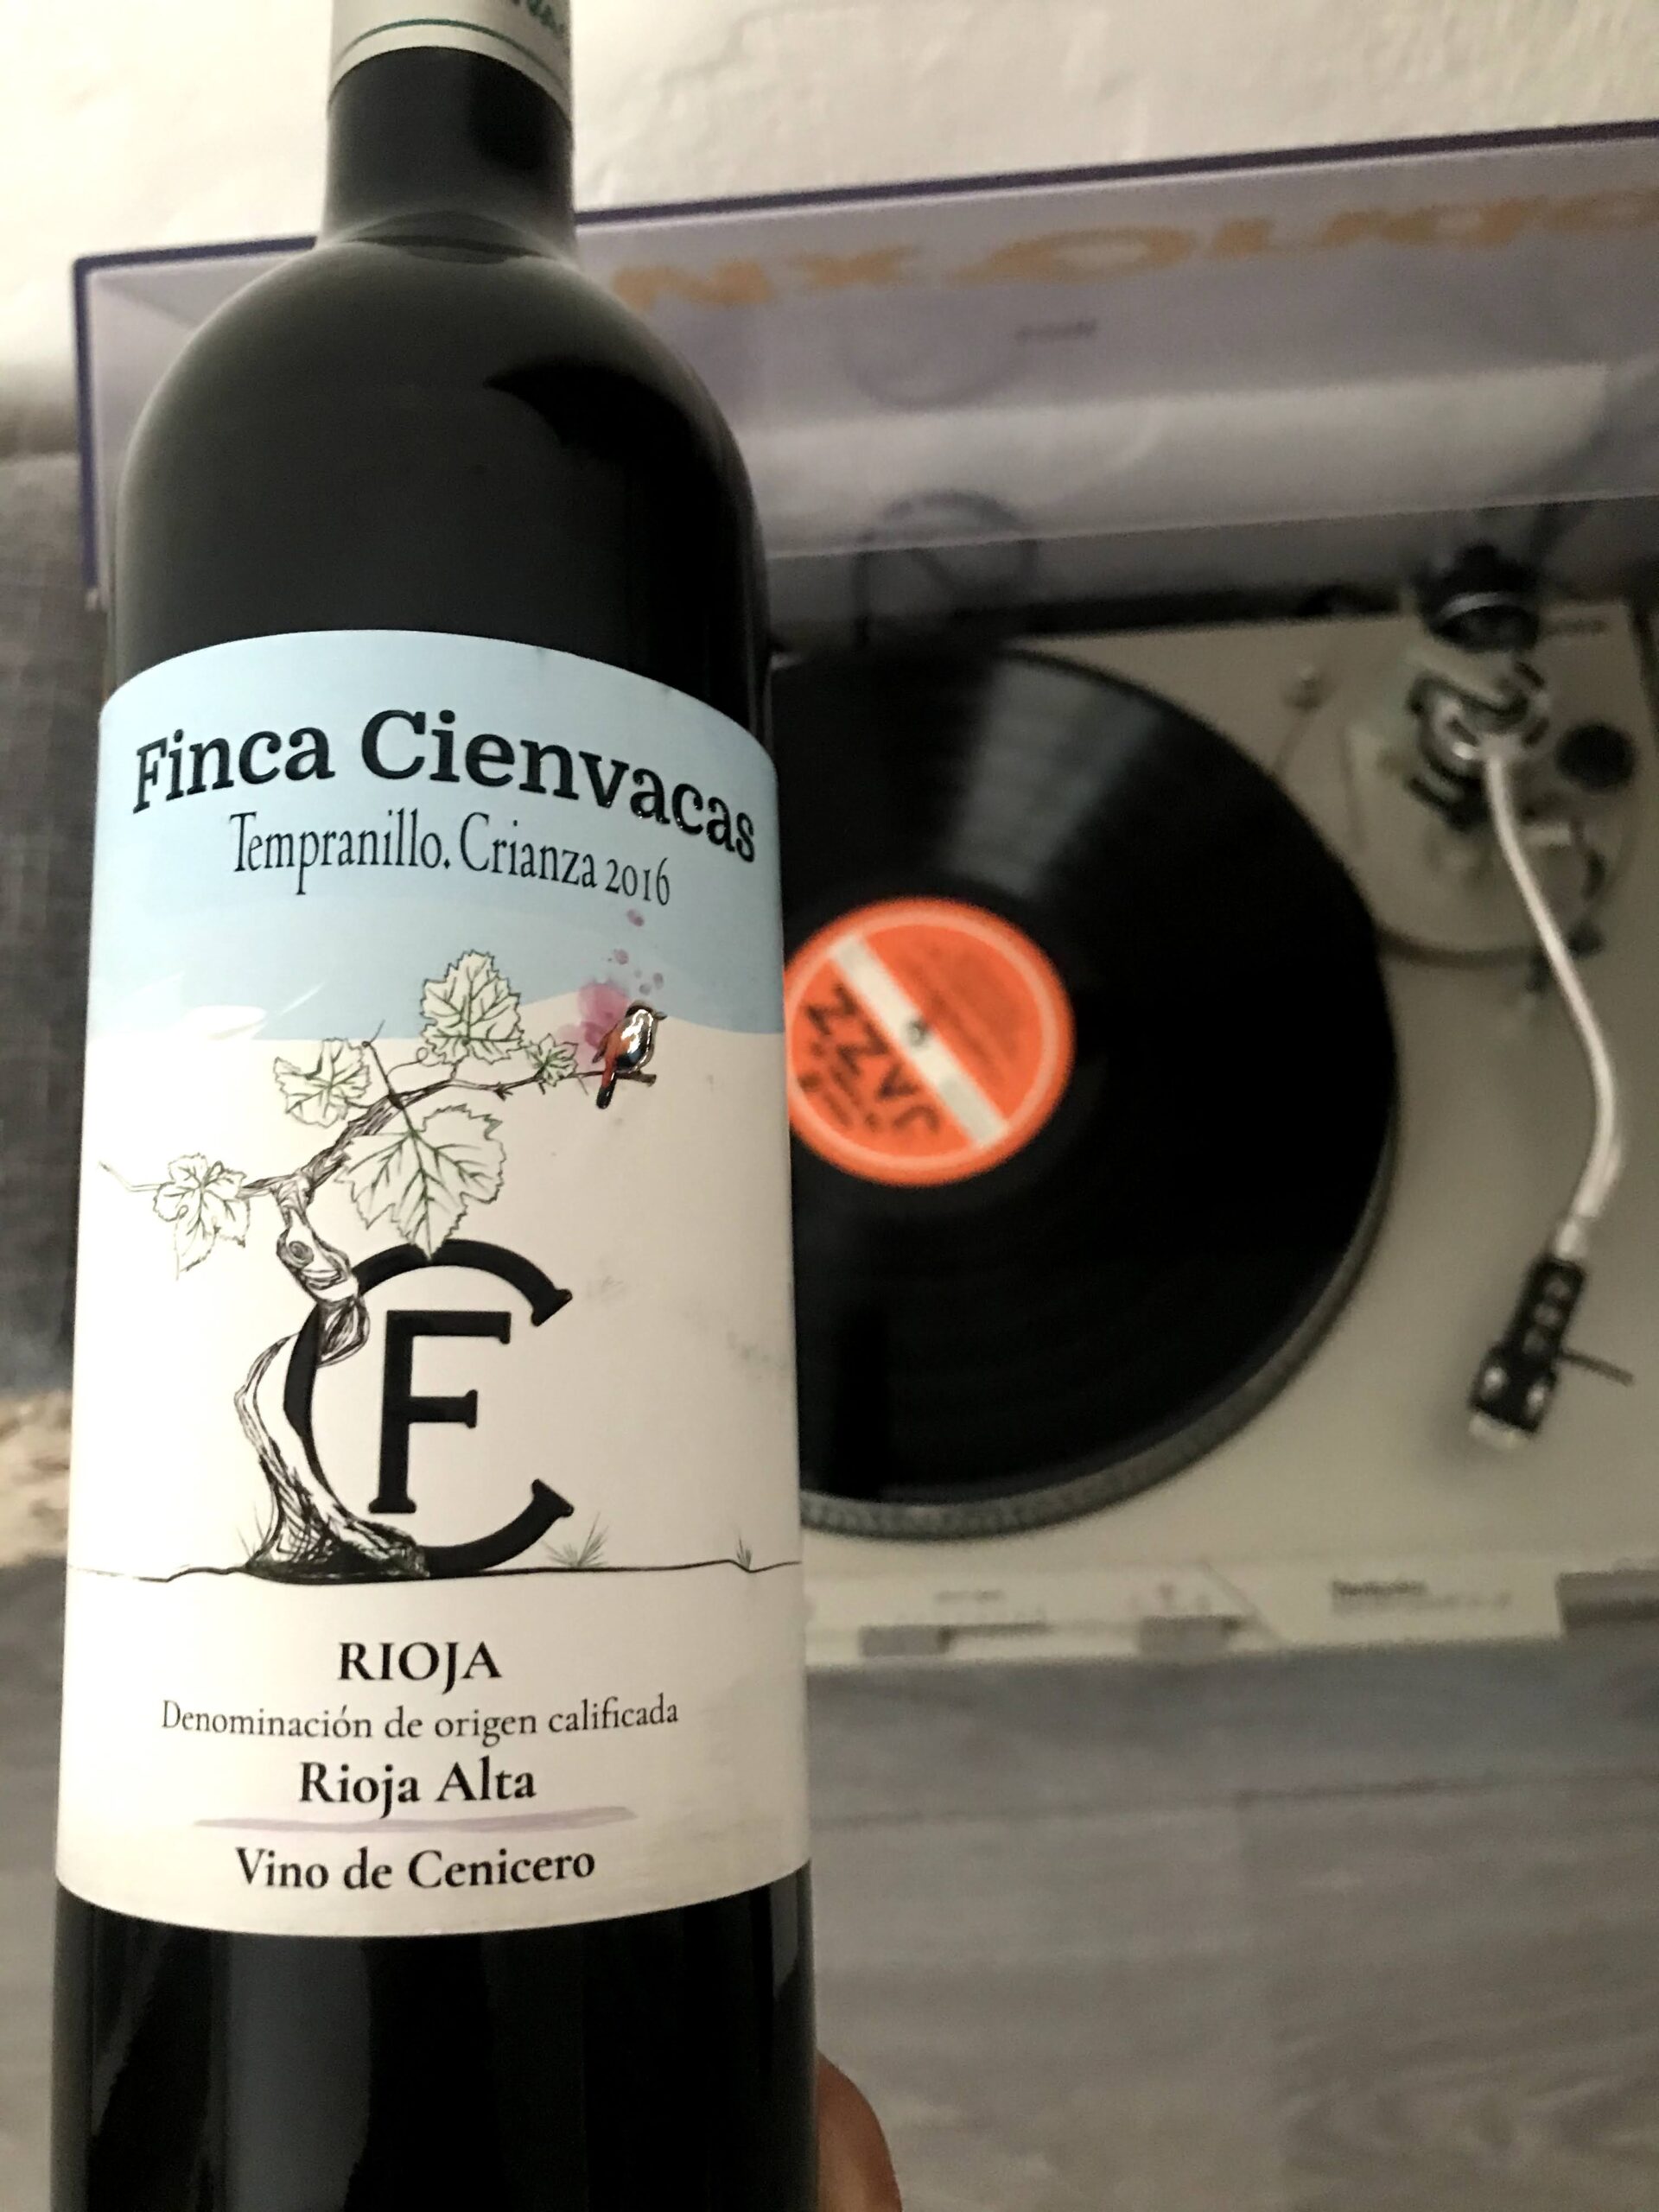 Finca Cienvacas
Tempranillo. Crianza 2016
CF
RIOJA
Denominación de origen calificada
Rioja Alta
Vino de Cenicero
JAZZ